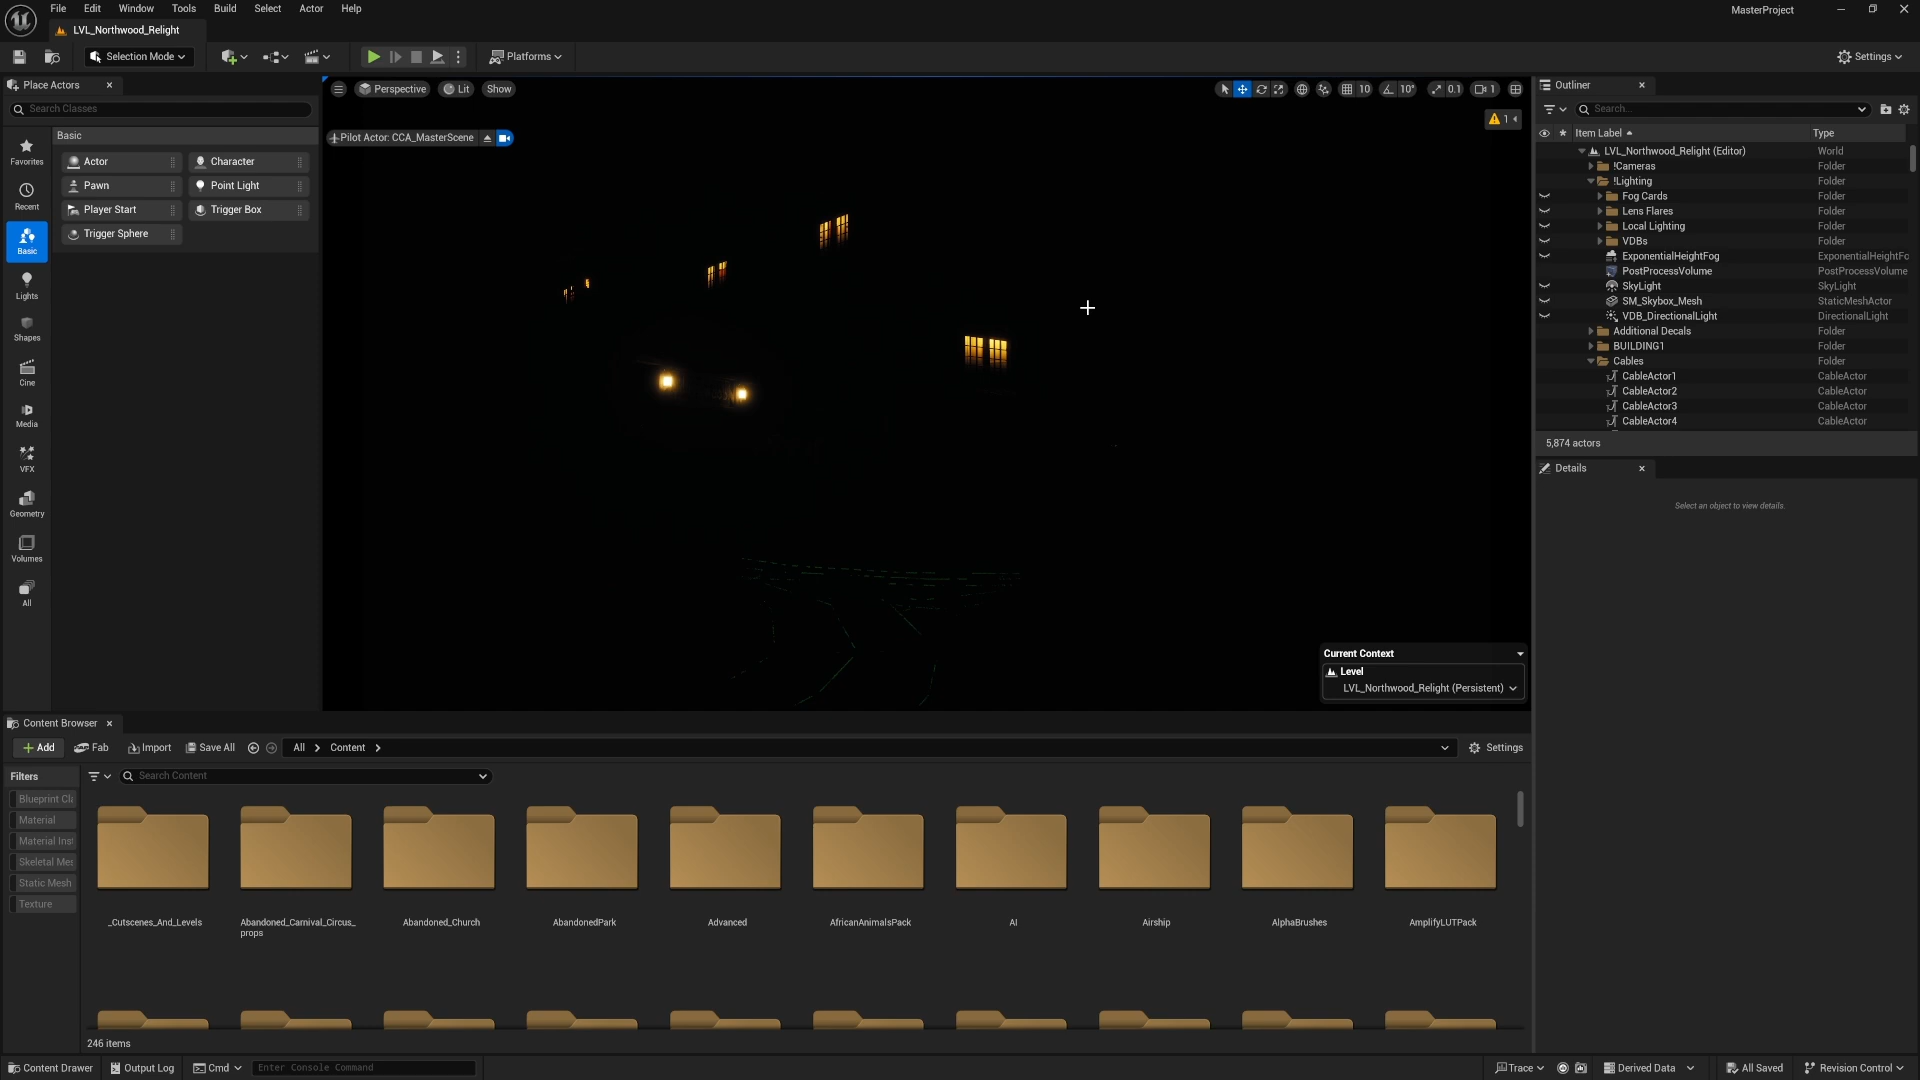 File Edit Window Tools Build Select Actor Help
MasterProject
LVL_Northwood_Relight
Selection Mode
Platforms
Settings
Place Actors
Search Classes
Basic
Favorites
Recent
Basic
Lights
Shapes
Cine
Media
VFX
Geometry
Volumes
All
Actor
Character
Pawn
Point Light
Player Start
Trigger Box
Trigger Sphere
Perspective
Lit
Show
10
10°
0.1
1
1
Pilot Actor: CCA_MasterScene
Current Context
Level
LVL_Northwood_Relight (Persistent)
Outliner
Search...
Item Label Type
LVL_Northwood_Relight (Editor) World
!Cameras Folder
!Lighting Folder
Fog Cards Folder
Lens Flares Folder
Local Lighting Folder
VDBs Folder
ExponentialHeightFog ExponentialHeightFo
PostProcessVolume PostProcessVolume
SkyLight SkyLight
SM_Skybox_Mesh StaticMeshActor
VDB_DirectionalLight DirectionalLight
Additional Decals Folder
BUILDING1 Folder
Cables Folder
CableActor1 CableActor
CableActor2 CableActor
CableActor3 CableActor
CableActor4 CableActor
5,874 actors
Details
Select an object to view details.
Content Browser
Add
Fab
Import
Save All
All
Content
Settings
Filters
Search Content
Blueprint Cla
Material
Material Inst
Skeletal Mes
Static Mesh
Texture
_Cutscenes_And_Levels
Abandoned_Carnival_Circus_
props
Abandoned_Church
AbandonedPark
Advanced
AfricanAnimalsPack
AI
Airship
AlphaBrushes
AmplifyLUTPack
246 items
Content Drawer
Output Log
Cmd
Enter Console Command
Trace
Derived Data
All Saved
Revision Control